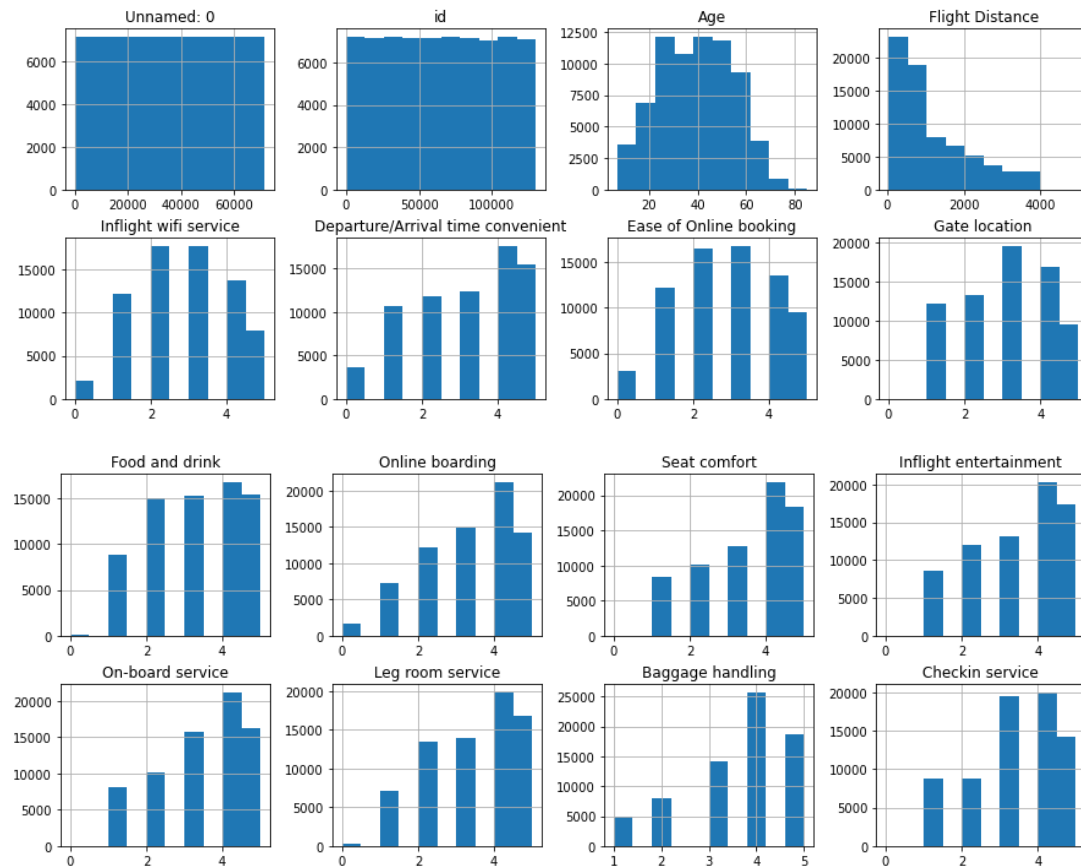 Unnamed: 0
6000
4000
2000
0
0 20000 40000 60000
id
6000
4000
2000
0
0 50000 100000
Age
12500
10000
7500
5000
2500
0
20 40 60 80
Flight Distance
20000
15000
10000
5000
0
0 2000 4000
Inflight wifi service
15000
10000
5000
0
0 2 4
Departure/Arrival time convenient
15000
10000
5000
0
0 2 4
Ease of Online booking
15000
10000
5000
0
0 2 4
Gate location
20000
15000
10000
5000
0
0 2 4
Food and drink
15000
10000
5000
0
0 2 4
Online boarding
20000
15000
10000
5000
0
0 2 4
Seat comfort
20000
15000
10000
5000
0
0 2 4
Inflight entertainment
20000
15000
10000
5000
0
0 2 4
On-board service
20000
15000
10000
5000
0
0 2 4
Leg room service
20000
15000
10000
5000
0
0 2 4
Baggage handling
25000
20000
15000
10000
5000
0
1 2 3 4 5
Checkin service
20000
15000
10000
5000
0
0 2 4